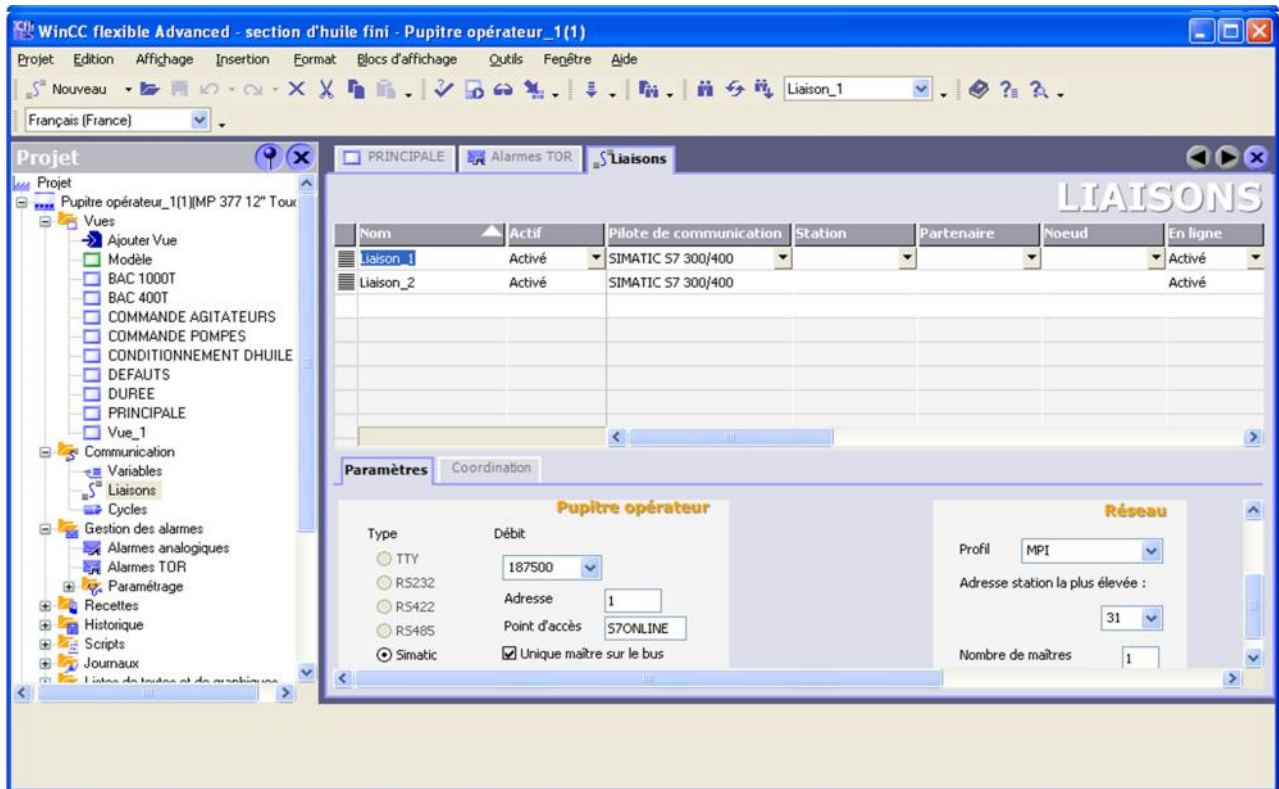 WinCC flexible Advanced - section d'huile fini - Pupitre opérateur_1(1)
Projet Edition Affichage Insertion Format Blocs d'affichage Outils Fenêtre Aide
Nouveau Liaison_1
Français (France)
Projet
PRINCIPALE Alarmes TOR Liaisons
Projet
Pupitre opérateur_1(1)(MP 377 12" Touc
Vues
Ajouter Vue
Modèle
BAC 1000T
BAC 400T
COMMANDE AGITATEURS
COMMANDE POMPES
CONDITIONNEMENT DHUILE
DEFAUTS
DUREE
PRINCIPALE
Vue_1
Communication
Variables
Liaisons
Cycles
Gestion des alarmes
Alarmes analogiques
Alarmes TOR
Paramétrage
Recettes
Historique
Scripts
Journaux
Listes de textes et de graphiques
LIAISONS
Nom Actif Pilote de communication Station Partenaire Noeud En ligne
Liaison_1 Activé SIMATIC S7 300/400 Activé
Liaison_2 Activé SIMATIC S7 300/400 Activé
Paramètres Coordination
Pupitre opérateur
Type Débit
TTY 187500
RS232
Adresse 1
RS422
Point d'accès S7ONLINE
RS485
Simatic Unique maître sur le bus
Réseau
Profil MPI
Adresse station la plus élevée :
31
Nombre de maîtres 1